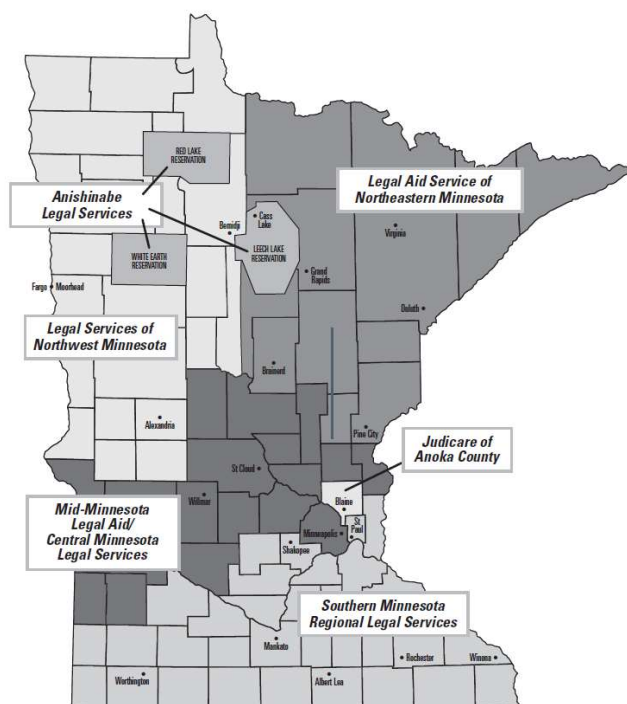 RED LAKE
RESERVATION
Anishinabe
Legal Services
Legal Aid Service of
Northeastern Minnesota
Cass
Lake
Bemidji
Virginia
WHITE EARTH
RESERVATION
LEECH LAKE
RESERVATION
Grand
Rapids
Fargo
Moorhead
Duluth
Legal Services of
Northwest Minnesota
Brainerd
Alexandria
Pine City
Judicare of
Anoka County
St Cloud
Willmar
Blaine
Mid-Minnesota
Legal Aid/
Central Minnesota
Legal Services
St
Paul
Minneapolis
Shakopee
Southern Minnesota
Regional Legal Services
Mankato
Rochester
Winona
Worthington
Albert Lea